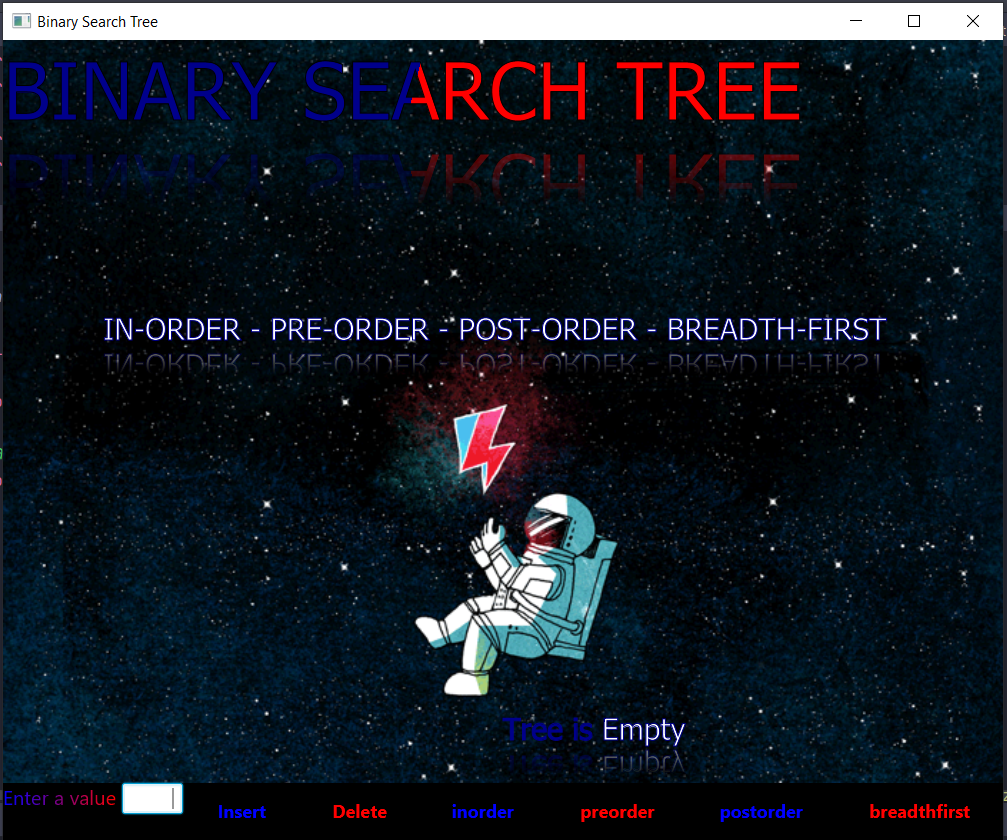 Binary Search Tree
BINARY SEARCH TREE
IN-ORDER - PRE-ORDER - POST-ORDER - BREADTH-FIRST
Tree is Empty
Enter a value Insert Delete inorder preorder postorder breadthfirst